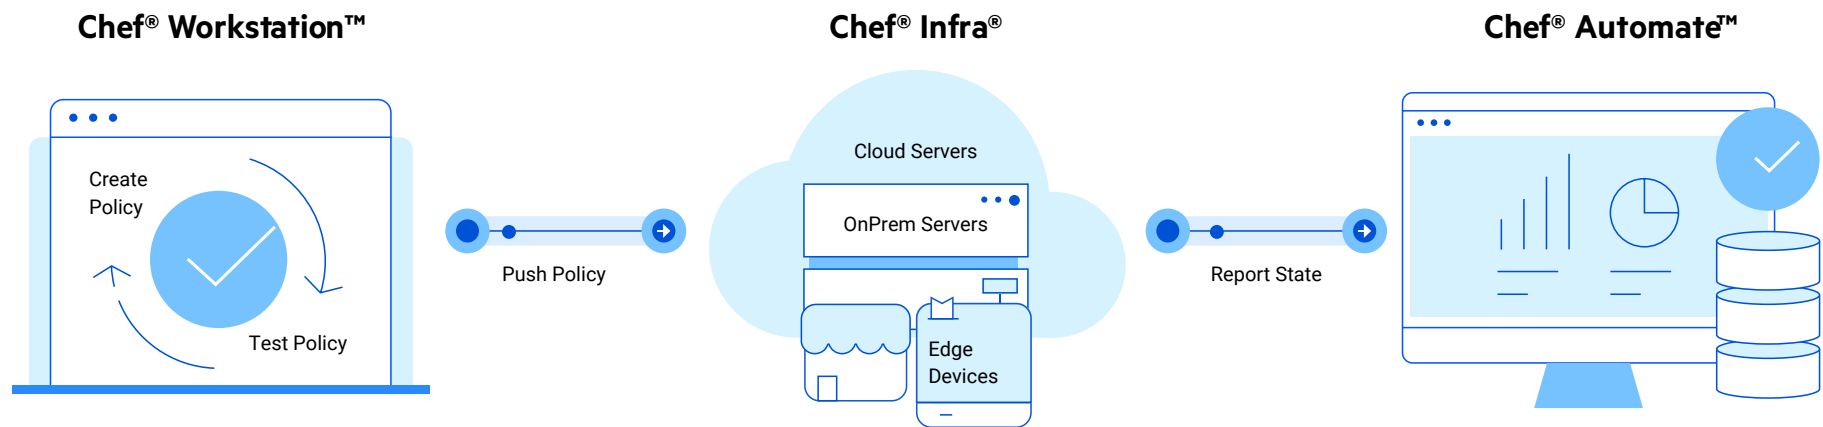 Chef® Workstation™
Chef® Infra®
Chef® Automate™
Create
Policy
Test Policy
Push Policy
Cloud Servers
OnPrem Servers
Edge
Devices
Report State